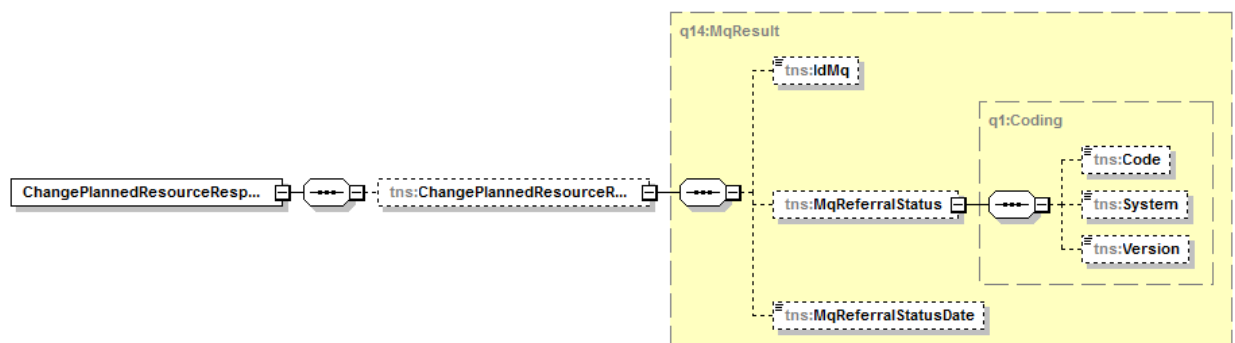 q14:MqResult
tns:IdMq
q1:Coding
tns:Code
ChangePlannedResourceResp...
tns:ChangePlannedResourceR...
tns:MqReferralStatus
tns:System
tns:Version
tns:MqReferralStatusDate